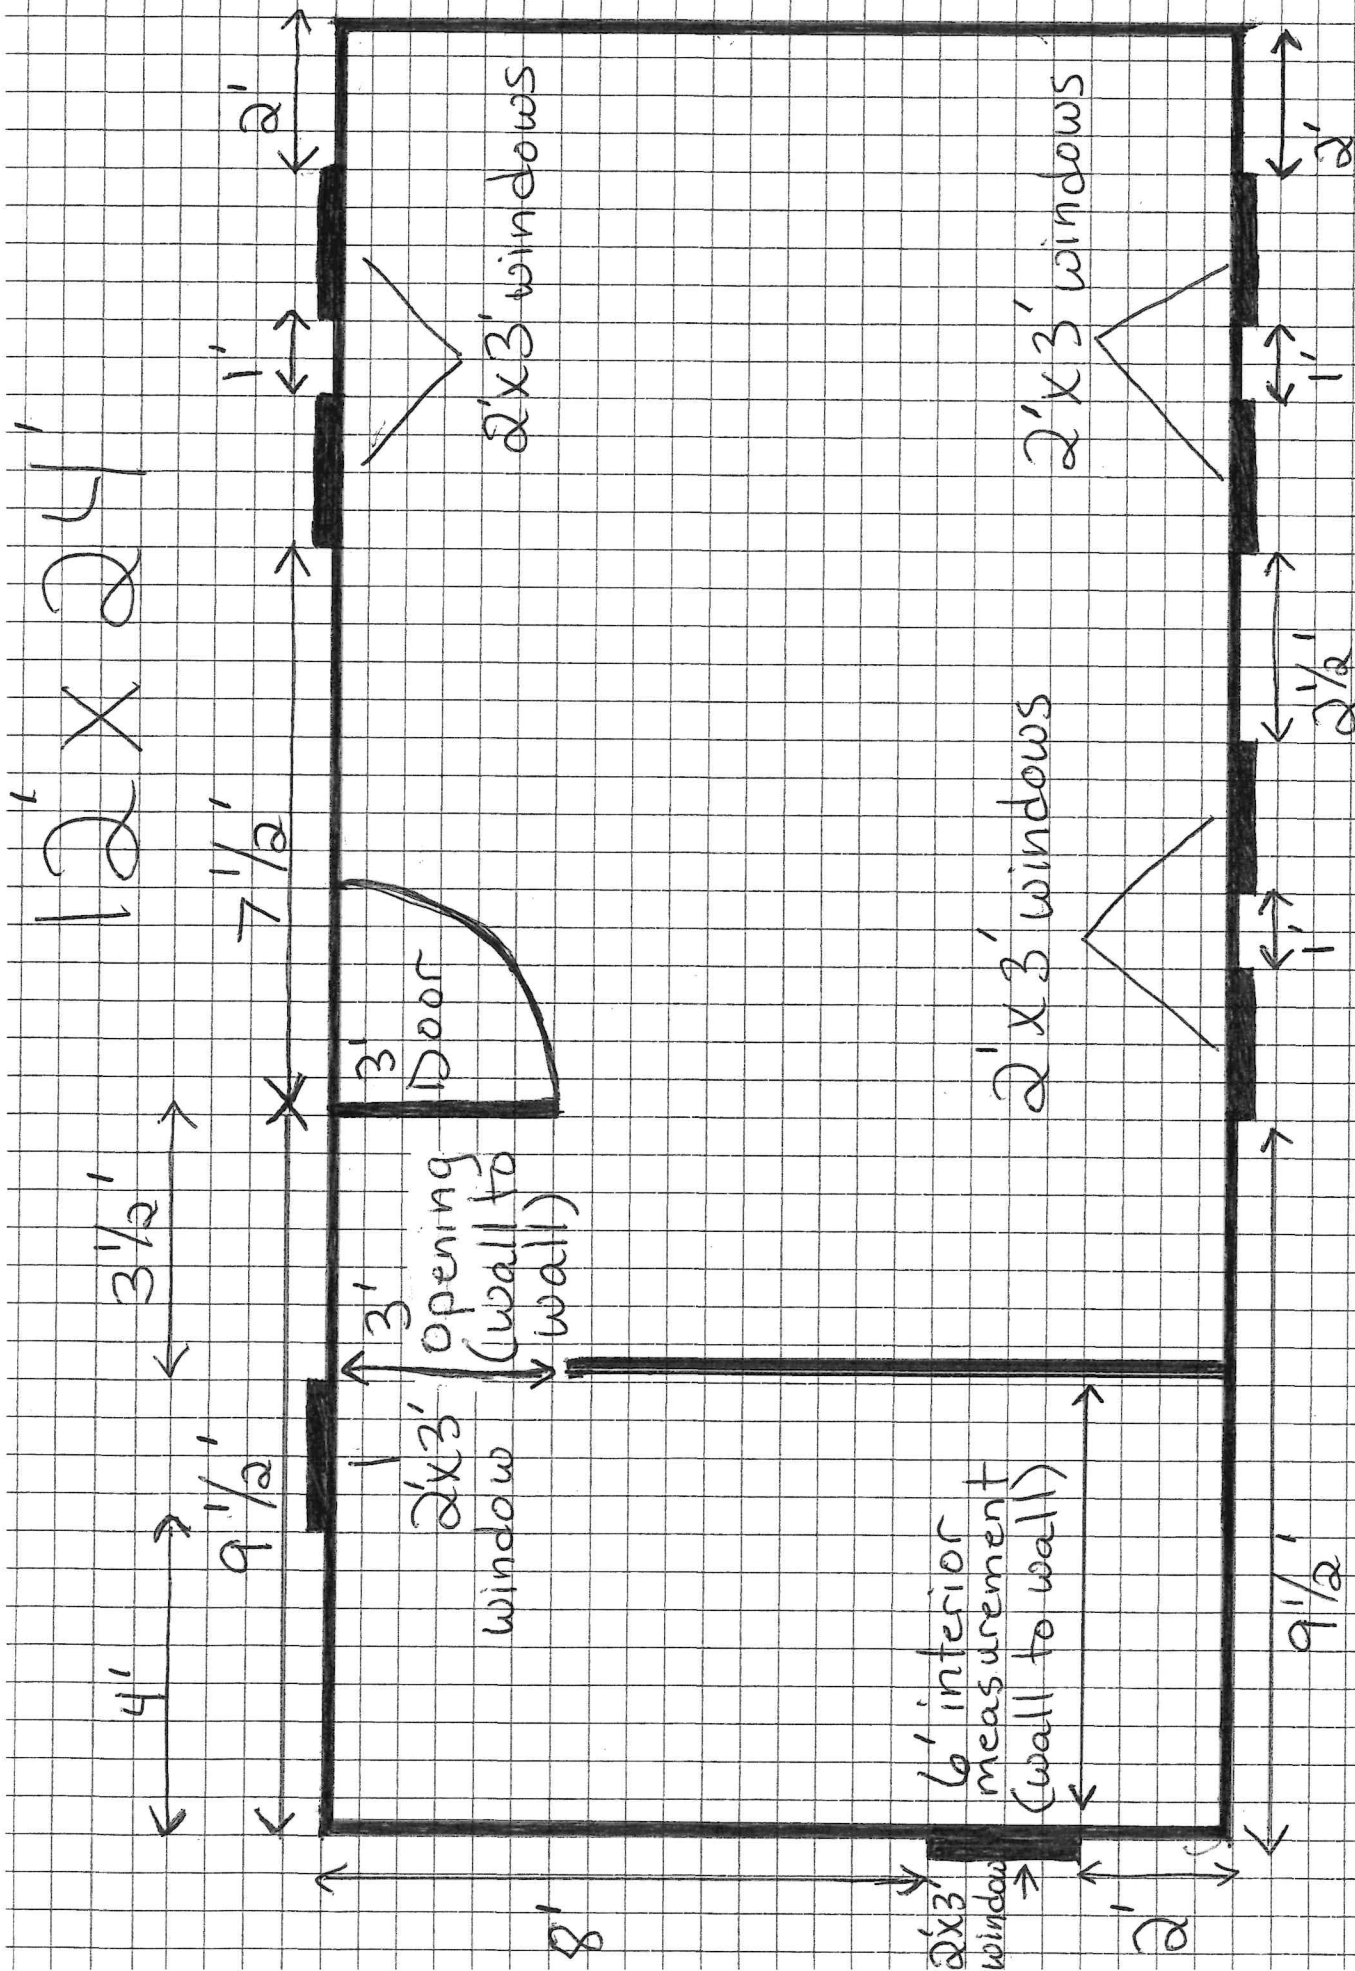 12' X 24'
4'
3 1/2'
9 1/2'
7 1/2'
1'
2'
2'x3'
window
3'
opening
(wall to
wall)
3'
Door
2'x3' windows
8'
2'x3'
window
2'
6' interior
measurement
(wall to wall)
2'x3' windows
2'x3' windows
9 1/2'
1'
2 1/2'
1'
2'